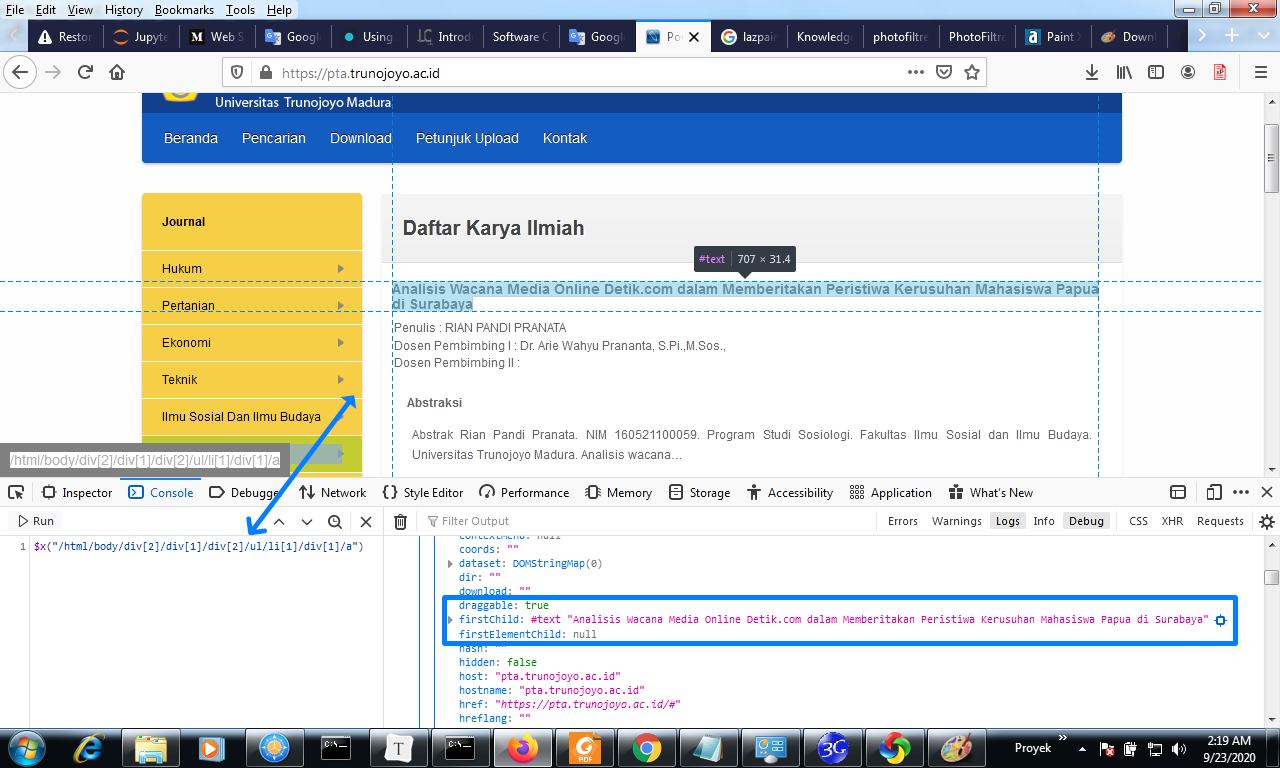 File Edit View History Bookmarks Tools Help
Restor
Jupyte
Web S
Googl
Using
Introd
Software C
Googl
Po
lazpain
Knowledg
photofiltre
PhotoFiltre
Paint
Downl
https://pta.trunojoyo.ac.id
Universitas Trunojoyo Madura
Beranda Pencarian Download Petunjuk Upload Kontak
Journal
Hukum
Pertanian
Ekonomi
Teknik
Ilmu Sosial Dan Ilmu Budaya
Daftar Karya Ilmiah
#text 707 × 31.4
Analisis Wacana Media Online Detik.com dalam Memberitakan Peristiwa Kerusuhan Mahasiswa Papua
di Surabaya
Penulis : RIAN PANDI PRANATA
Dosen Pembimbing I : Dr. Arie Wahyu Prananta, S.Pi.,M.Sos.,
Dosen Pembimbing II :
Abstraksi
Abstrak Rian Pandi Pranata. NIM 160521100059. Program Studi Sosiologi. Fakultas Ilmu Sosial dan Ilmu Budaya.
Universitas Trunojoyo Madura. Analisis wacana...
/html/body/div[2]/div[1]/div[2]/ul/li[1]/div[1]/a
Inspector Console Debugge Network Style Editor Performance Memory Storage Accessibility Application What's New
Run
Filter Output
Errors Warnings Logs Info Debug CSS XHR Requests
1 $x("/html/body/div[2]/div[1]/div[2]/ul/li[1]/div[1]/a")
contextMenu: null
coords: ""
dataset: DOMStringMap(0)
dir: ""
download: ""
draggable: true
firstChild: #text "Analisis Wacana Media Online Detik.com dalam Memberitakan Peristiwa Kerusuhan Mahasiswa Papua di Surabaya"
firstElementChild: null
hash: ""
hidden: false
host: "pta.trunojoyo.ac.id"
hostname: "pta.trunojoyo.ac.id"
href: "https://pta.trunojoyo.ac.id/#"
hreflang: ""
C:\_
T
C:\_
PDF
3G
Proyek
2:19 AM
9/23/2020